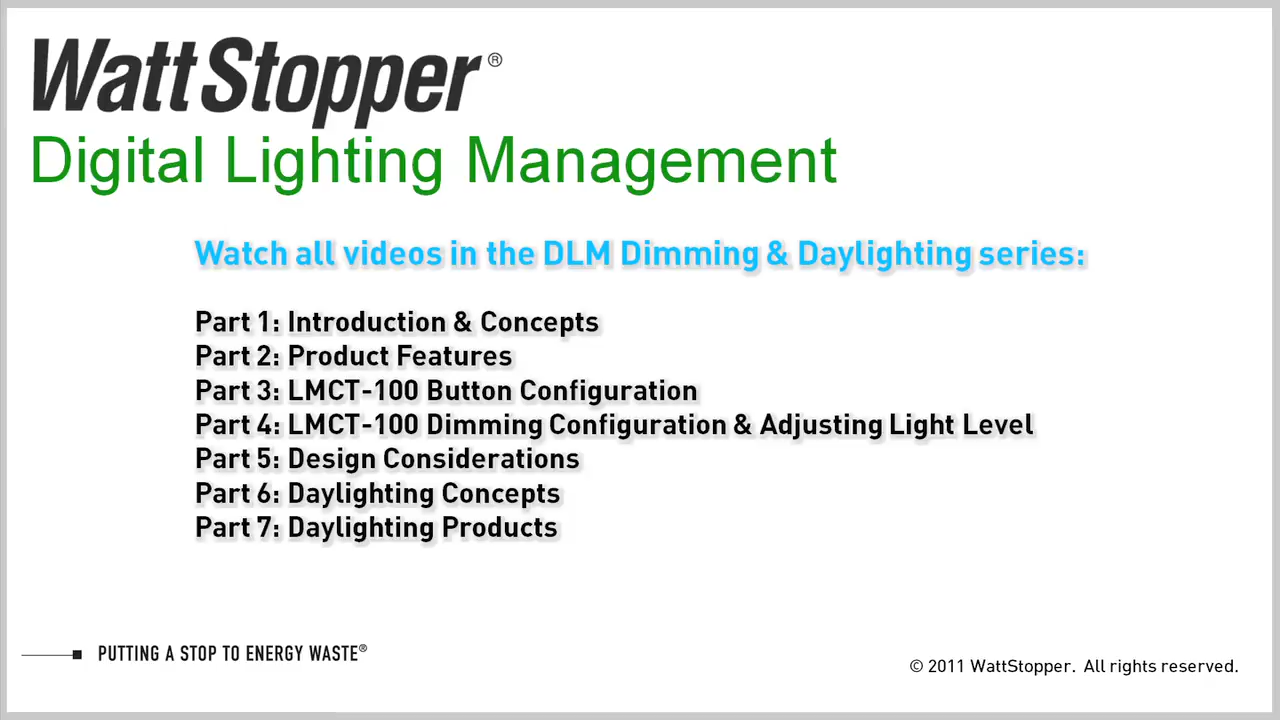 WattStopper®
Digital Lighting Management
Watch all videos in the DLM Dimming & Daylighting series:
Part 1: Introduction & Concepts
Part 2: Product Features
Part 3: LMCT-100 Button Configuration
Part 4: LMCT-100 Dimming Configuration & Adjusting Light Level
Part 5: Design Considerations
Part 6: Daylighting Concepts
Part 7: Daylighting Products
PUTTING A STOP TO ENERGY WASTE®
© 2011 WattStopper. All rights reserved.